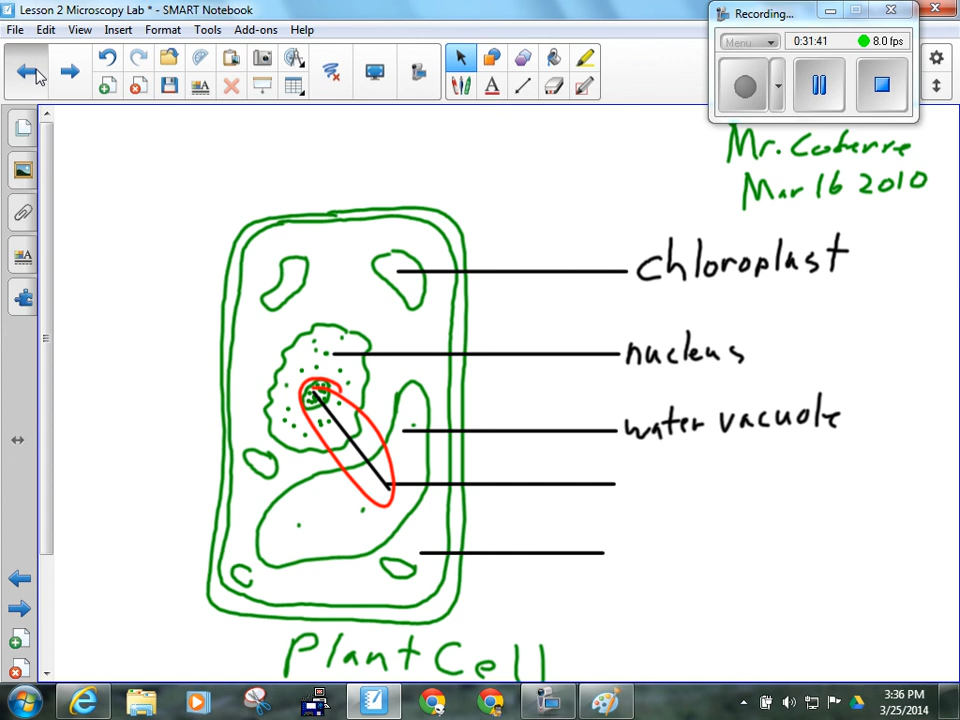 Lesson 2 Microscopy Lab * - SMART Notebook
File Edit View Insert Format Tools Add-ons Help
Recording...
Menu
0:31:41
8.0 fps
Mr. Coterre
Mar 16 2010
chloroplast
nucleus
water vacuole
Plant Cell
3:36 PM
3/25/2014